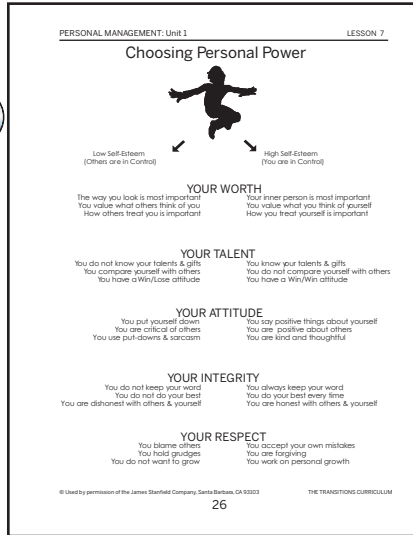 PERSONAL MANAGEMENT: Unit 1 LESSON 7
Choosing Personal Power
Low Self-Esteem High Self-Esteem
(Others are in Control) (You are in Control)
YOUR WORTH
The way you look is most important Your inner person is most important
You value what others think of you You value what you think of yourself
How others treat you is important How you treat yourself is important
YOUR TALENT
You do not know your talents & gifts You know your talents & gifts
You compare yourself with others You do not compare yourself with others
You have a Win/Lose attitude You have a Win/Win attitude
YOUR ATTITUDE
You put yourself down You say positive things about yourself
You are critical of others You are positive about others
You use put-downs & sarcasm You are kind and thoughtful
YOUR INTEGRITY
You do not keep your word You always keep your word
You do not do your best You do your best every time
You are dishonest with others & yourself You are honest with others & yourself
YOUR RESPECT
You blame others You accept your own mistakes
You hold grudges You are forgiving
You do not want to grow You work on personal growth
© Used by permission of the James Stanfield Company, Santa Barbara, CA 93103 THE TRANSITIONS CURRICULUM
26